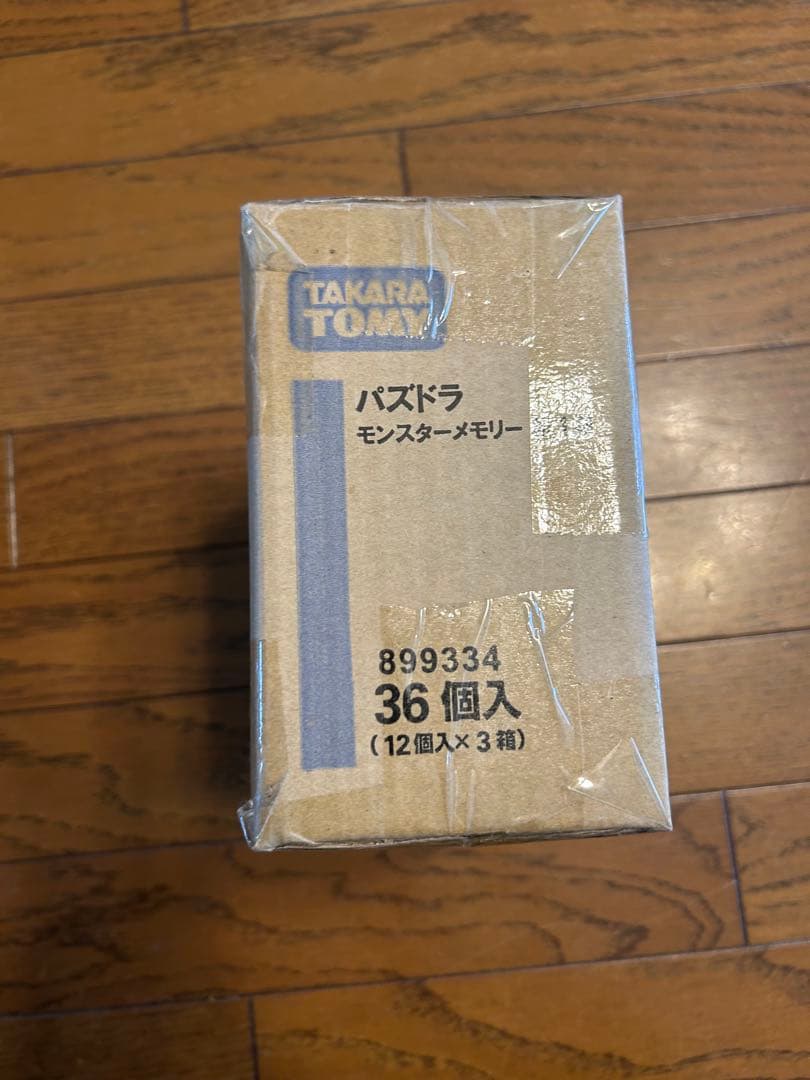 TAKARA
TOMY
パズドラ
モンスターメモリー
899334
36個入
(12個入×3箱)